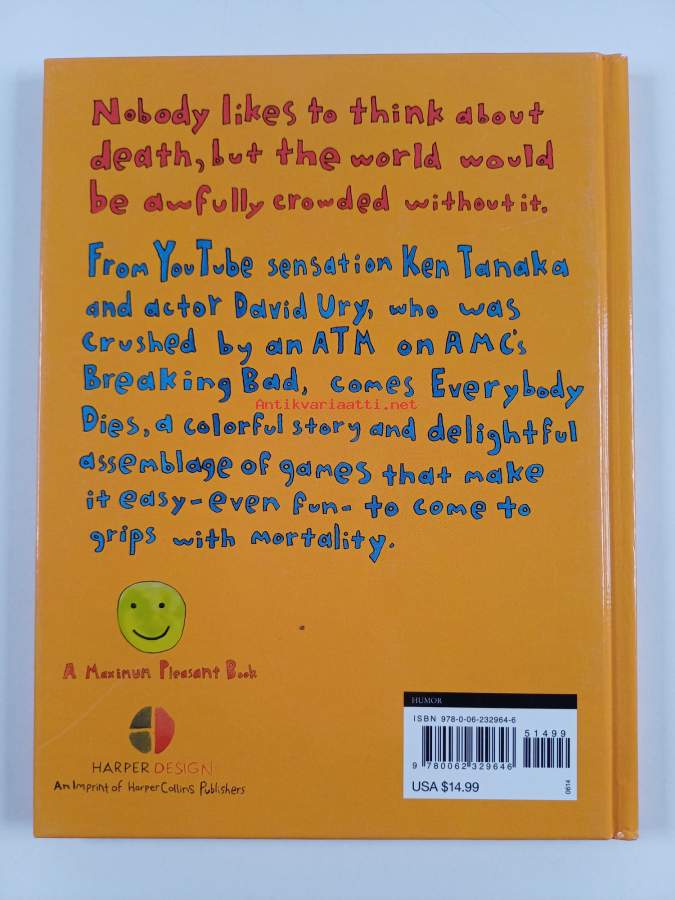 Nobody likes to think about
death, but the world would
be awfully crowded without it.
From YouTube sensation Ken Tanaka
and actor David Ury, who was
crushed by an ATM on AMC's
Breaking Bad, comes Everybody
Antikvariaatti.net
Dies, a colorful story and delightful
assemblage of games that make
it easy-even fun- to come to
grips with mortality.
A Maximum Pleasant Book
HARPER DESIGN
An Imprint of HarperCollins Publishers
HUMOR
ISBN 978-0-06-232964-6
51499
9 780062 329646
USA $14.99
0614